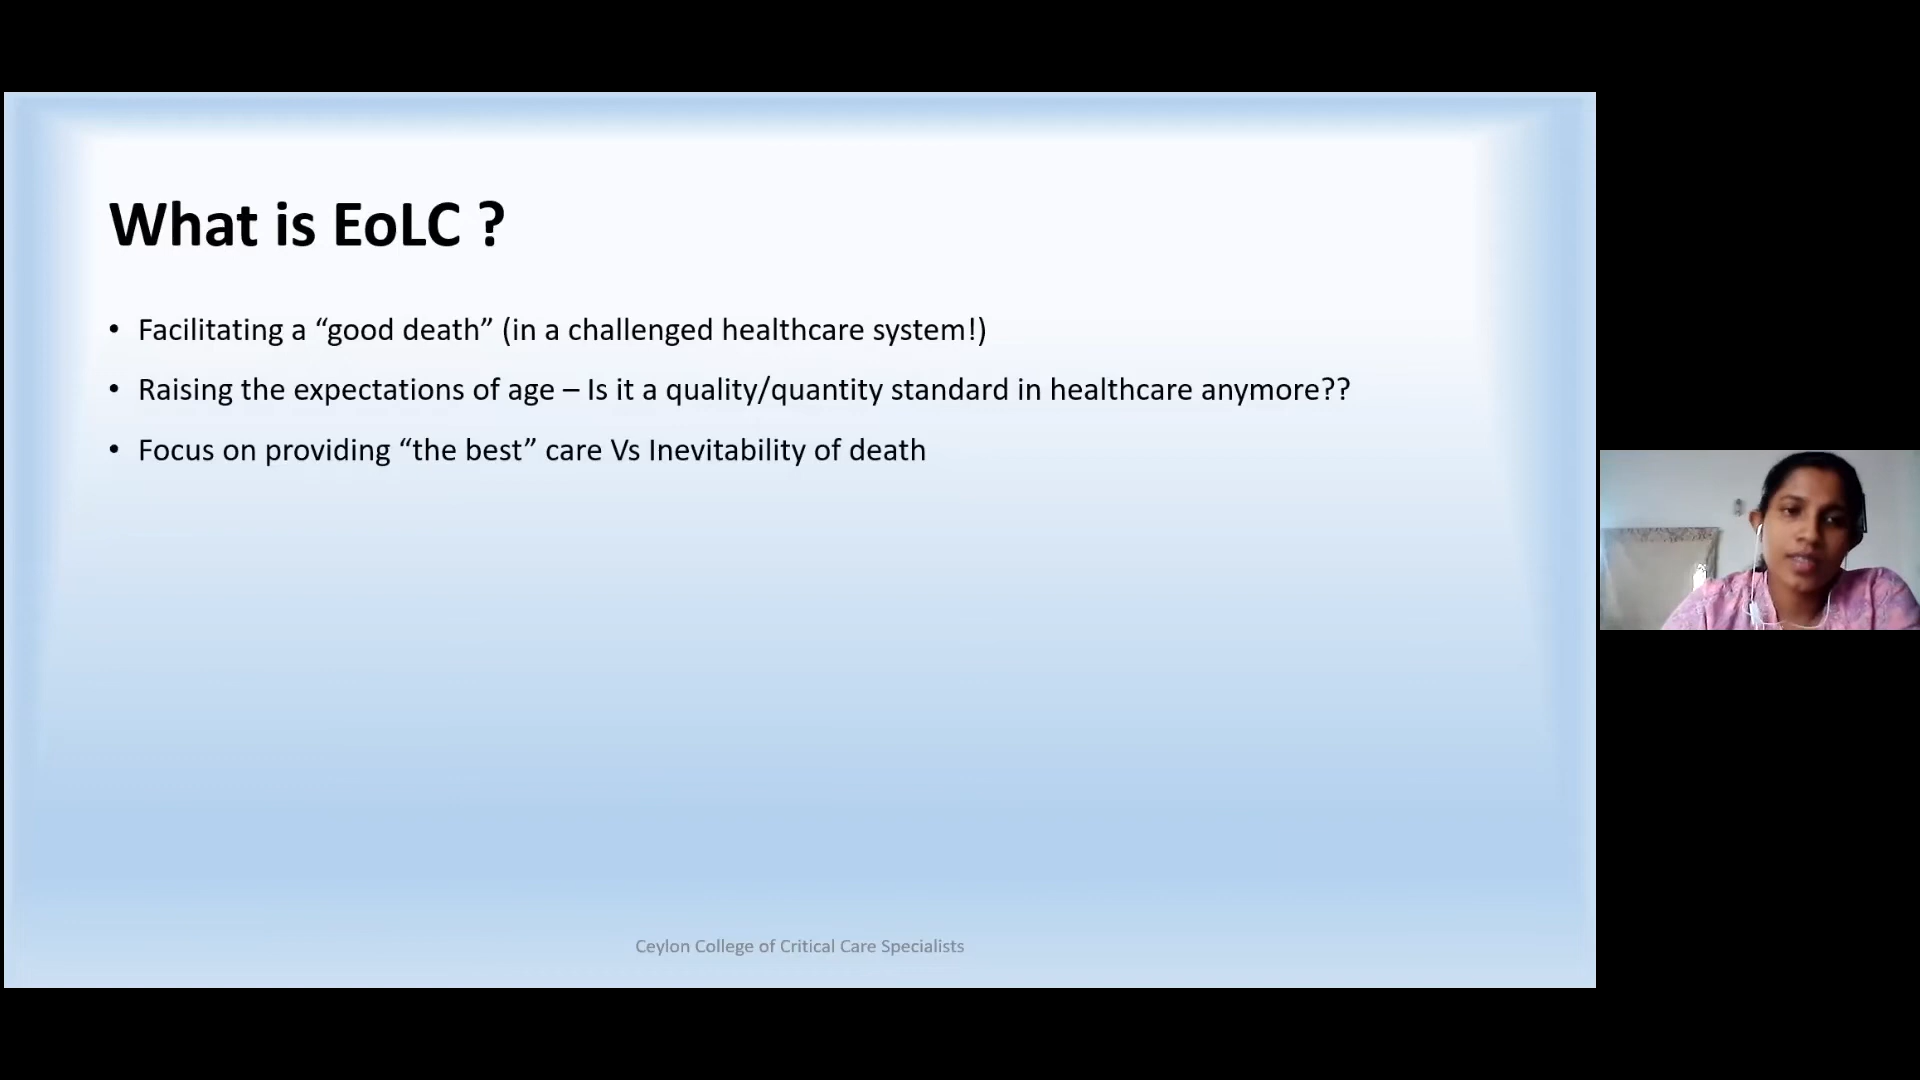 What is EoLC ?
• Facilitating a “good death” (in a challenged healthcare system!)
• Raising the expectations of age – Is it a quality/quantity standard in healthcare anymore??
• Focus on providing “the best” care Vs Inevitability of death
Ceylon College of Critical Care Specialists